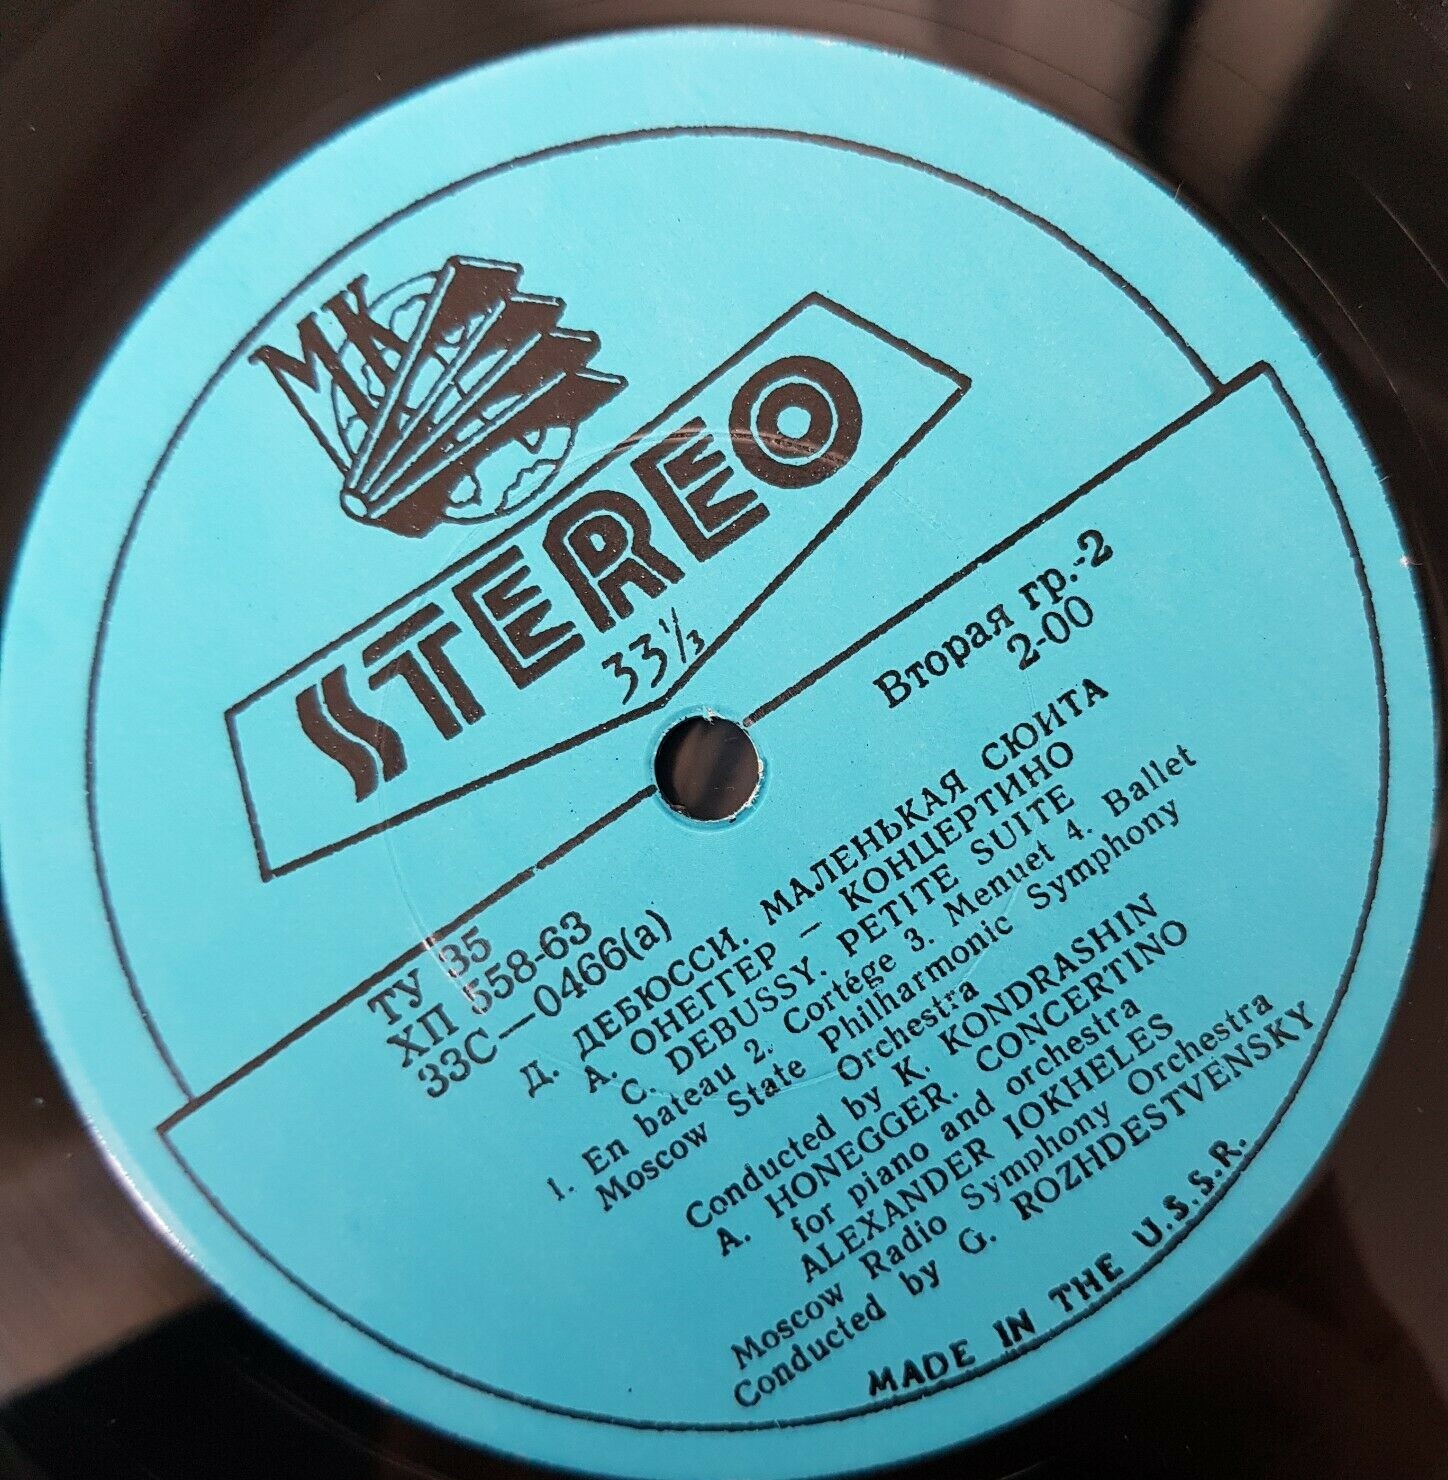 МК
STEREO
33⅓
Вторая гр.-2
2-00
ТУ 35
ХП 558-63
33С—0466(а)
Д. ДЕБЮССИ. МАЛЕНЬКАЯ СЮИТА
А. ОНЕГГЕР — КОНЦЕРТИНО
C. DEBUSSY. PETITE SUITE
1. En bateau 2. Cortége 3. Menuet 4. Ballet
Moscow State Philharmonic Symphony
Orchestra
Conducted by K. KONDRASHIN
A. HONEGGER. CONCERTINO
for piano and orchestra
ALEXANDER IOKHELES
Moscow Radio Symphony Orchestra
Conducted by G. ROZHDESTVENSKY
MADE IN THE U.S.S.R.